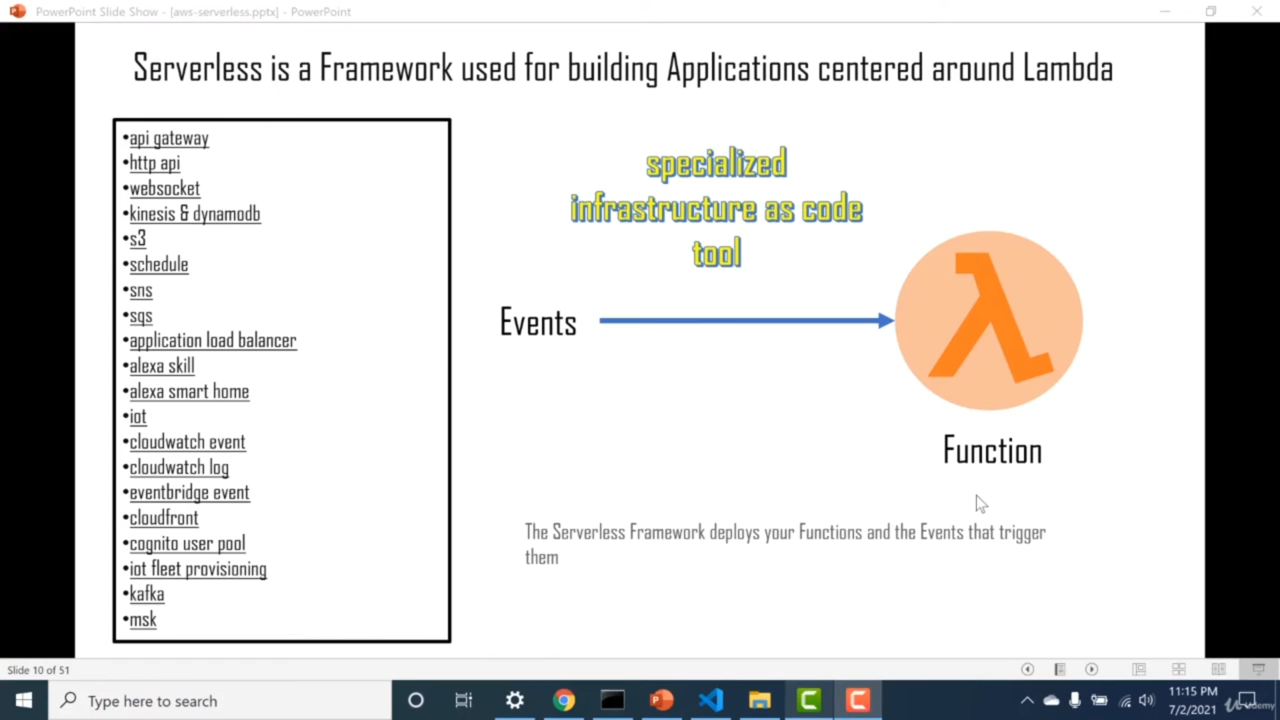 PowerPoint Slide Show - [aws-serverless.pptx] - PowerPoint
Serverless is a Framework used for building Applications centered around Lambda
•api gateway
•http api
•websocket
•kinesis & dynamodb
•s3
•schedule
•sns
•sqs
•application load balancer
•alexa skill
•alexa smart home
•iot
•cloudwatch event
•cloudwatch log
•eventbridge event
•cloudfront
•cognito user pool
•iot fleet provisioning
•kafka
•msk
specialized
infrastructure as code
tool
Events
λ
Function
The Serverless Framework deploys your Functions and the Events that trigger
them
Slide 10 of 51
Type here to search
11:15 PM
7/2/2021
Udemy